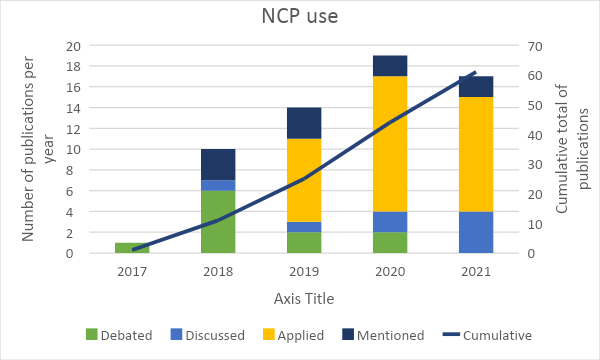 NCP use
Number of publications per
year
20
18
16
14
12
10
8
6
4
2
0
70
60
50
40
30
20
10
0
Cumulative total of
publications
2017 2018 2019 2020 2021
Axis Title
Debated Discussed Applied Mentioned Cumulative